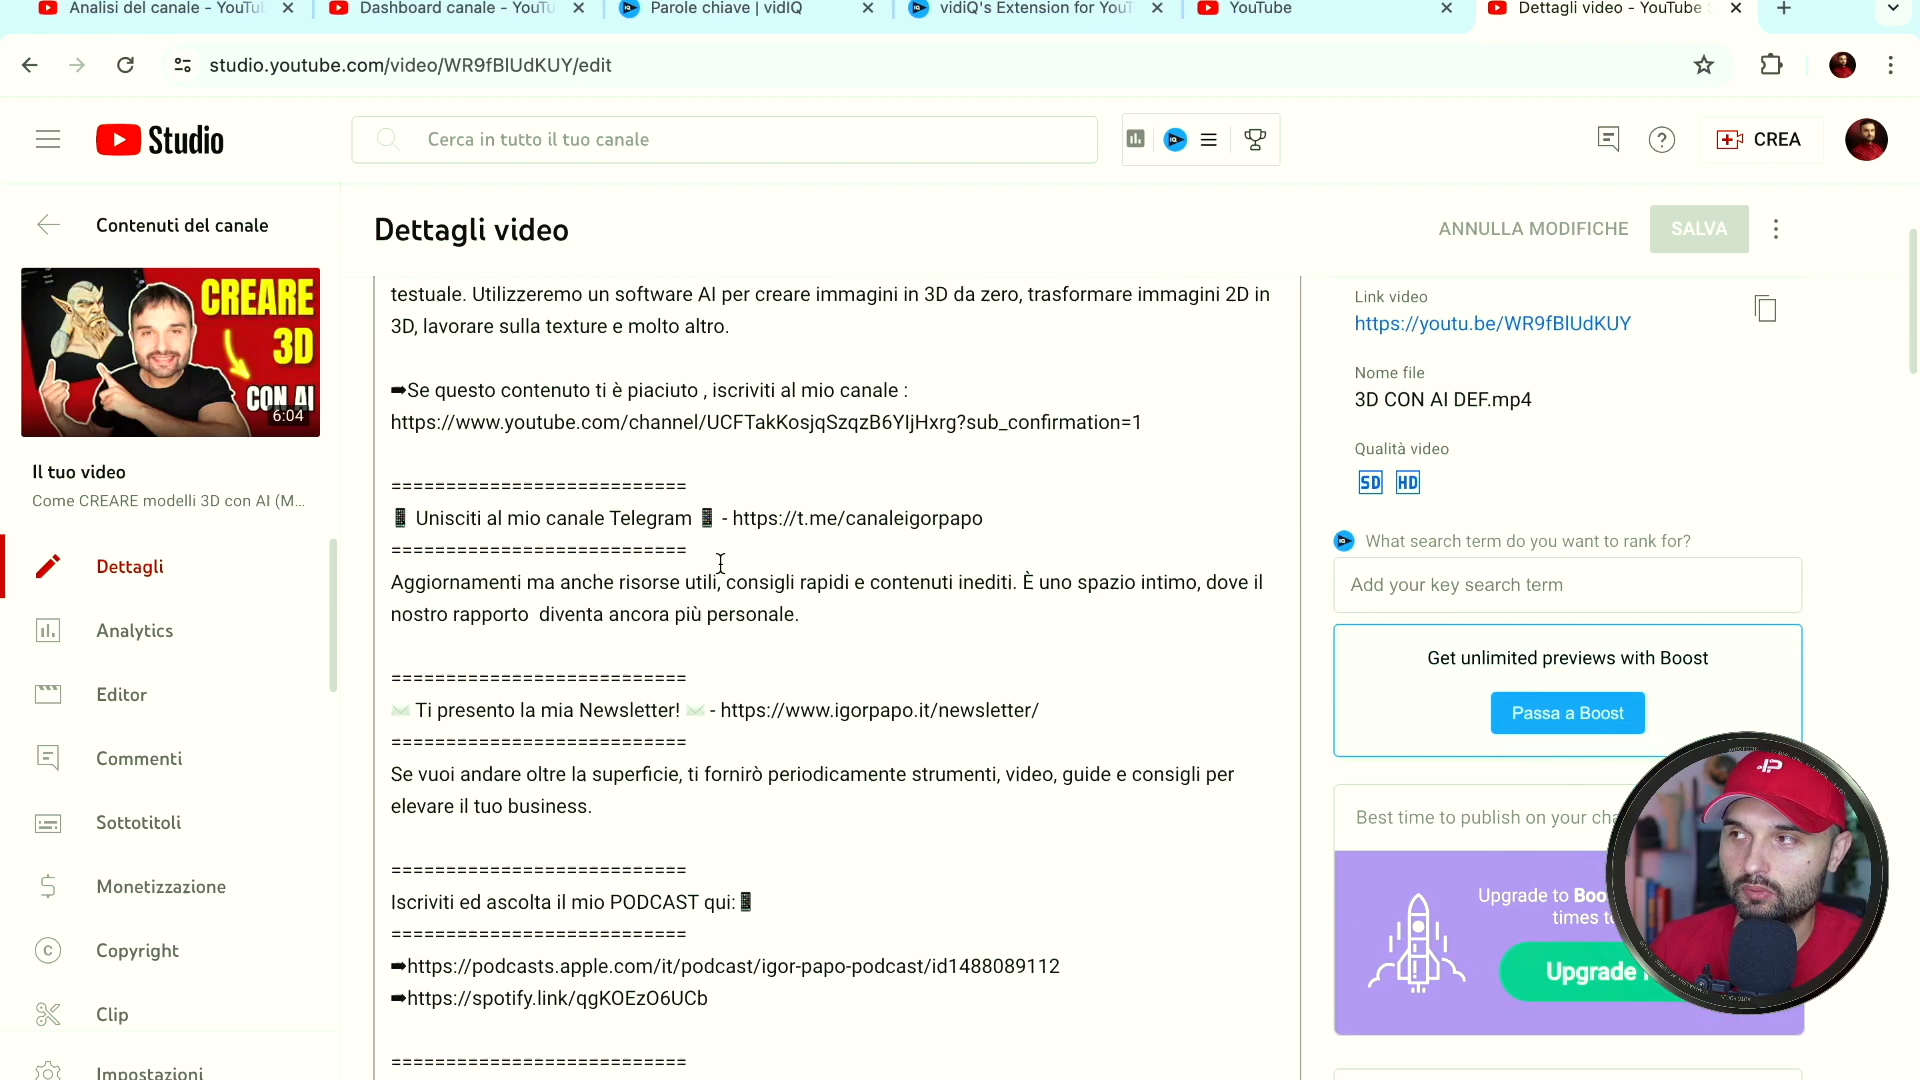 Analisi del canale - YouTu
Dashboard canale - YouTu
Parole chiave | vidIQ
vidiQ's Extension for YouT
YouTube
Dettagli video - YouTube
studio.youtube.com/video/WR9fBlUdKUY/edit
Studio
Cerca in tutto il tuo canale
CREA
Contenuti del canale
CREARE
3D
CON AI
6:04
Il tuo video
Come CREARE modelli 3D con AI (M...
Dettagli
Analytics
Editor
Commenti
Sottotitoli
Monetizzazione
Copyright
Clip
Impostazioni
Dettagli video
ANNULLA MODIFICHE
SALVA
testuale. Utilizzeremo un software AI per creare immagini in 3D da zero, trasformare immagini 2D in
3D, lavorare sulla texture e molto altro.
➡Se questo contenuto ti è piaciuto , iscriviti al mio canale :
https://www.youtube.com/channel/UCFTakKosjqSzqzB6YIjHxrg?sub_confirmation=1
===========================
📱 Unisciti al mio canale Telegram 📱 - https://t.me/canaleigorpapo
===========================
Aggiornamenti ma anche risorse utili, consigli rapidi e contenuti inediti. È uno spazio intimo, dove il
nostro rapporto  diventa ancora più personale.
===========================
✉️ Ti presento la mia Newsletter! ✉️ - https://www.igorpapo.it/newsletter/
===========================
Se vuoi andare oltre la superficie, ti fornirò periodicamente strumenti, video, guide e consigli per
elevare il tuo business.
===========================
Iscriviti ed ascolta il mio PODCAST qui:📱
===========================
➡https://podcasts.apple.com/it/podcast/igor-papo-podcast/id1488089112
➡https://spotify.link/qgKOEzO6UCb
===========================
Link video
https://youtu.be/WR9fBlUdKUY
Nome file
3D CON AI DEF.mp4
Qualità video
SD HD
What search term do you want to rank for?
Add your key search term
Get unlimited previews with Boost
Passa a Boost
Best time to publish on your cha
Upgrade to Boo
times t
Upgrade